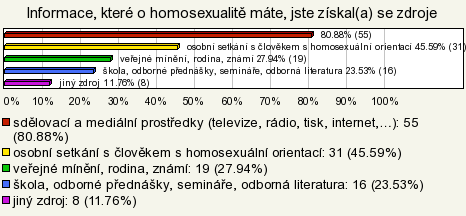 Informace, které o homosexualitě máte, jste získal(a) se zdroje
80.88% (55)
osobní setkání s člověkem s homosexuální orientací 45.59% (31)
veřejné mínění, rodina, známí 27.94% (19)
škola, odborné přednášky, semináře, odborná literatura 23.53% (16)
jiný zdroj 11.76% (8)
0% 10% 20% 30% 40% 50% 60% 70% 80% 90% 100%
sdělovací a mediální prostředky (televize, rádio, tisk, internet,...): 55
(80.88%)
osobní setkání s člověkem s homosexuální orientací: 31 (45.59%)
veřejné mínění, rodina, známí: 19 (27.94%)
škola, odborné přednášky, semináře, odborná literatura: 16 (23.53%)
jiný zdroj: 8 (11.76%)